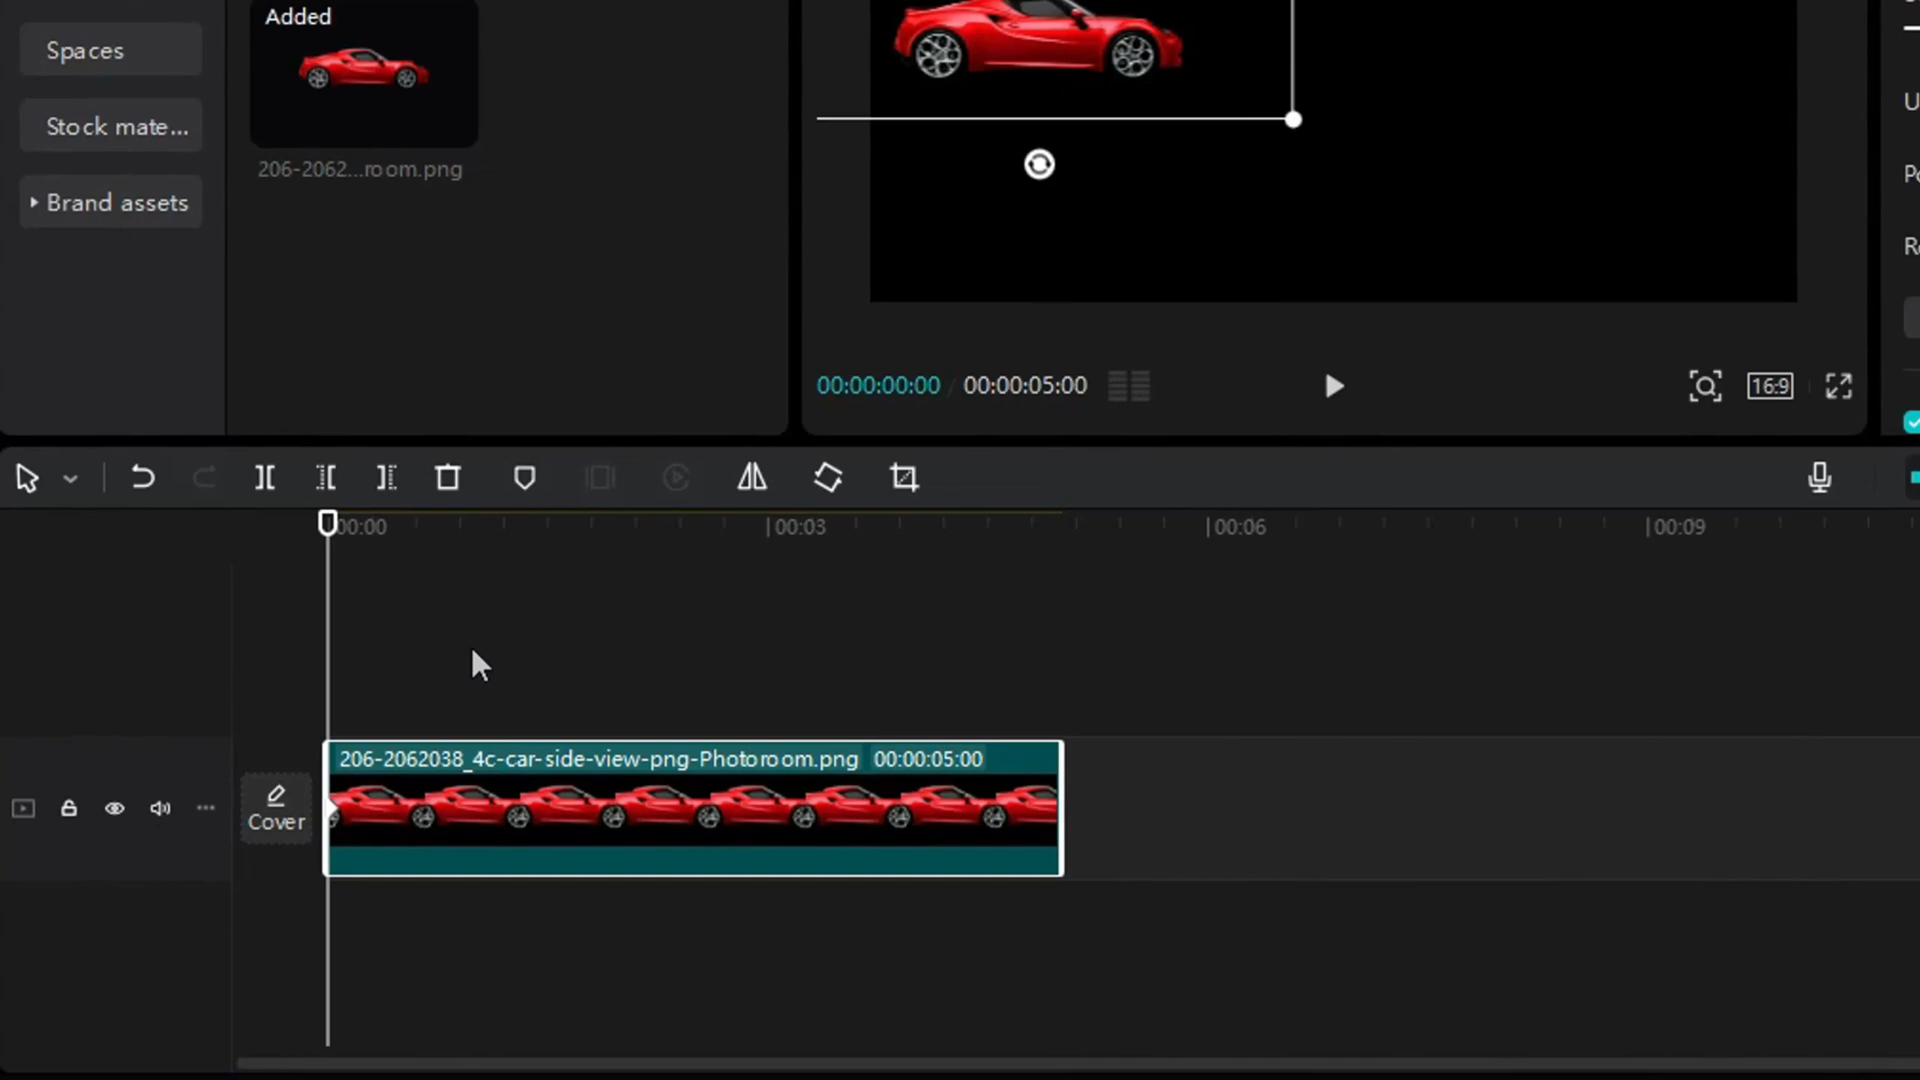 Added
Spaces
Stock mate...
206-2062...room.png
Brand assets
00:00:00:00 / 00:00:05:00
16:9
00:00
00:03
00:06
00:09
206-2062038_4c-car-side-view-png-Photoroom.png 00:00:05:00
Cover